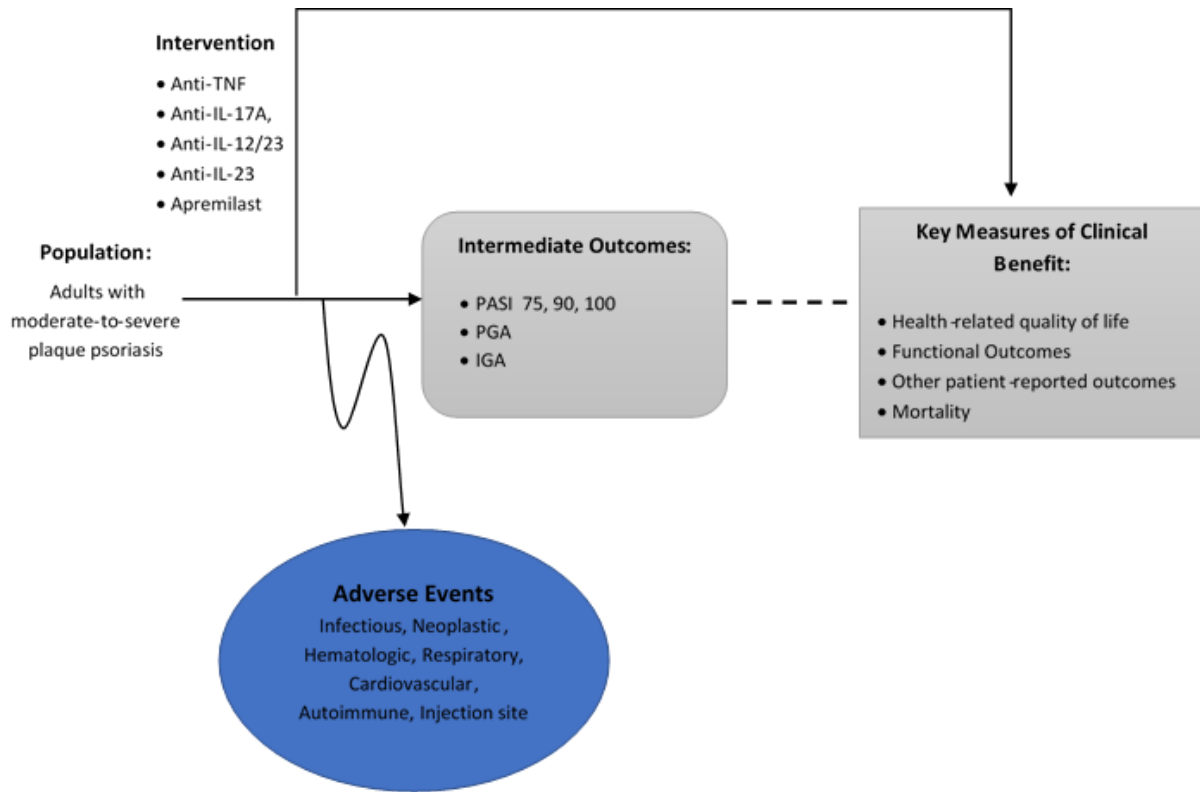 Intervention
• Anti-TNF
• Anti-IL-17A,
• Anti-IL-12/23
• Anti-IL-23
• Apremilast
Population:
Adults with
moderate-to-severe
plaque psoriasis
Intermediate Outcomes:
• PASI 75, 90, 100
• PGA
• IGA
Key Measures of Clinical
Benefit:
• Health-related quality of life
• Functional Outcomes
• Other patient-reported outcomes
• Mortality
Adverse Events
Infectious, Neoplastic,
Hematologic, Respiratory,
Cardiovascular,
Autoimmune, Injection site